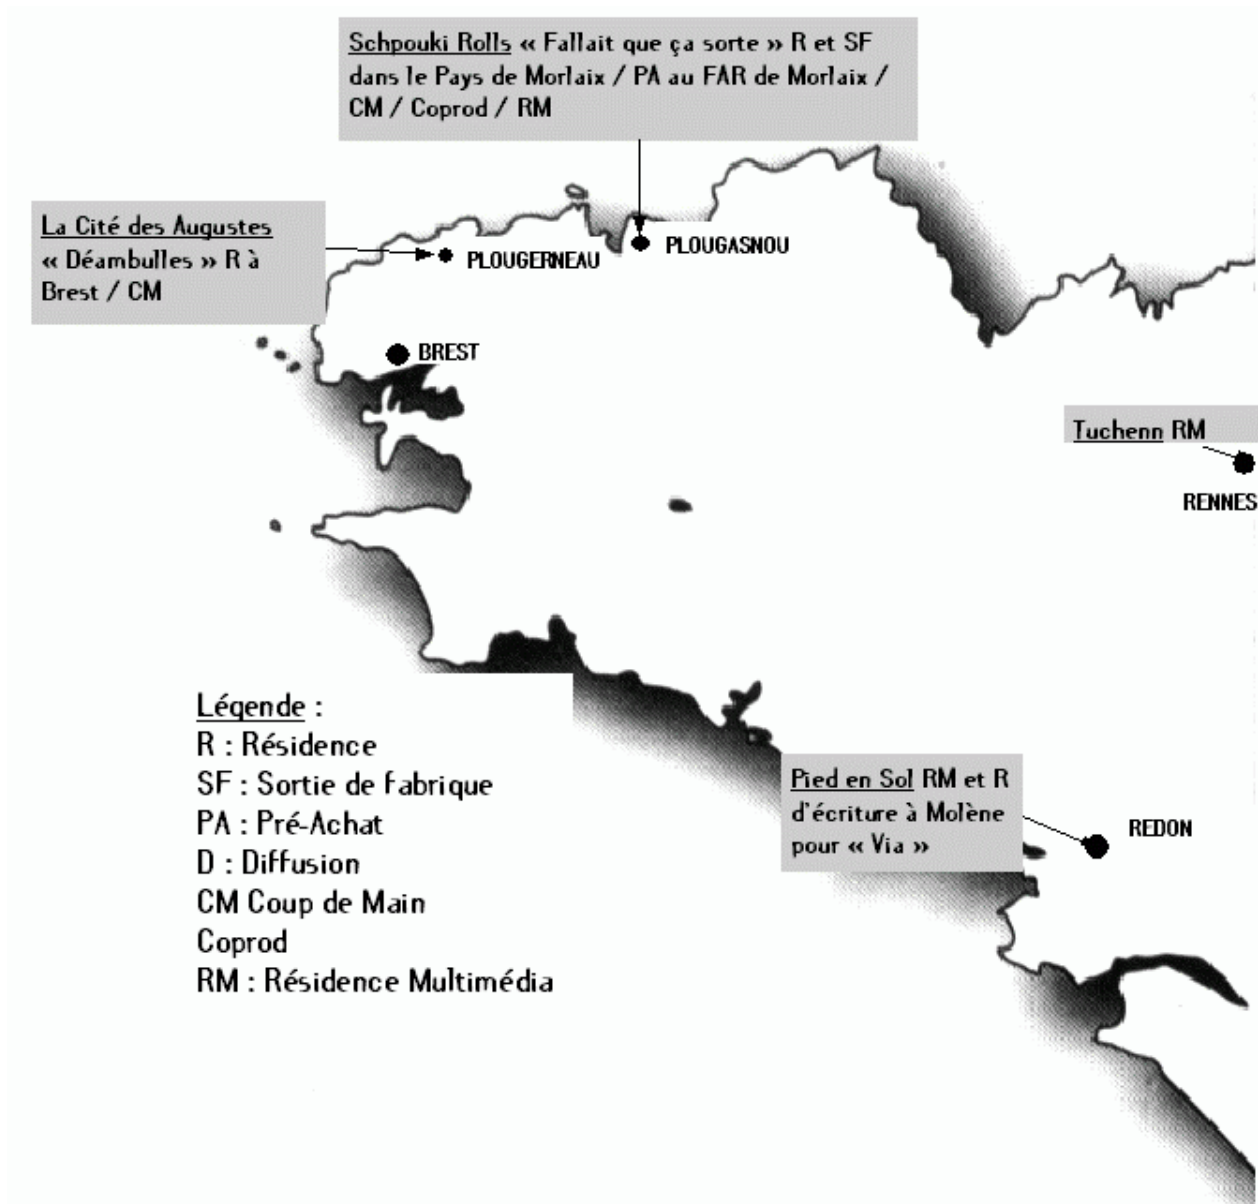 Schpouki Rolls « Fallait que ça sorte » R et SF
dans le Pays de Morlaix / PA au FAR de Morlaix /
CM / Coprod / RM
La Cité des Augustes
« Déambulles » R à
Brest / CM
PLOUGERNEAU
PLOUGASNOU
BREST
Tuchenn RM
RENNES
Légende :
R : Résidence
SF : Sortie de fabrique
PA : Pré-Achat
D : Diffusion
CM Coup de Main
Coprod
RM : Résidence Multimédia
Pied en Sol RM et R
d'écriture à Molène
pour « Via »
REDON